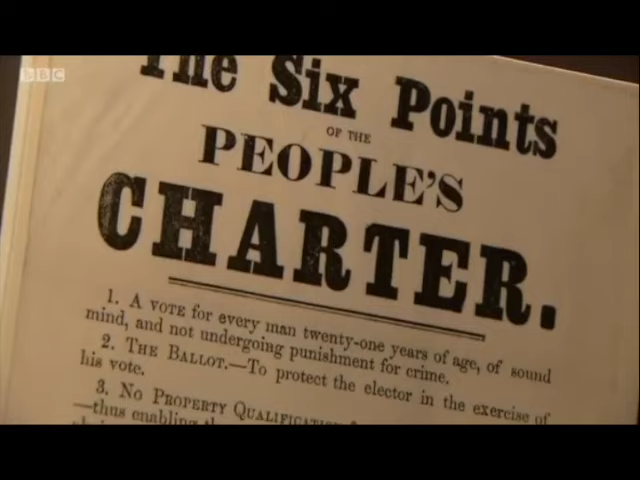 BBC
The Six Points
OF THE
PEOPLE'S
CHARTER.
1. A VOTE for every man twenty-one years of age, of sound
mind, and not undergoing punishment for crime.
2. THE BALLOT.—To protect the elector in the exercise of
his vote.
3. NO PROPERTY
—thus enabling